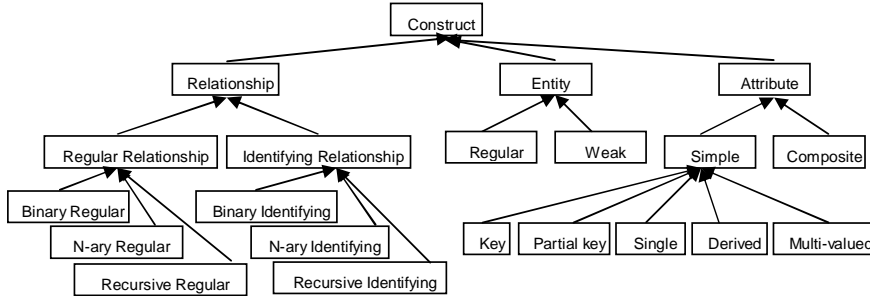 Construct
Relationship
Entity
Attribute
Regular Relationship
Identifying Relationship
Regular
Weak
Simple
Composite
Binary Regular
Binary Identifying
N-ary Regular
N-ary Identifying
Key
Partial key
Single
Derived
Multi-valued
Recursive Regular
Recursive Identifying